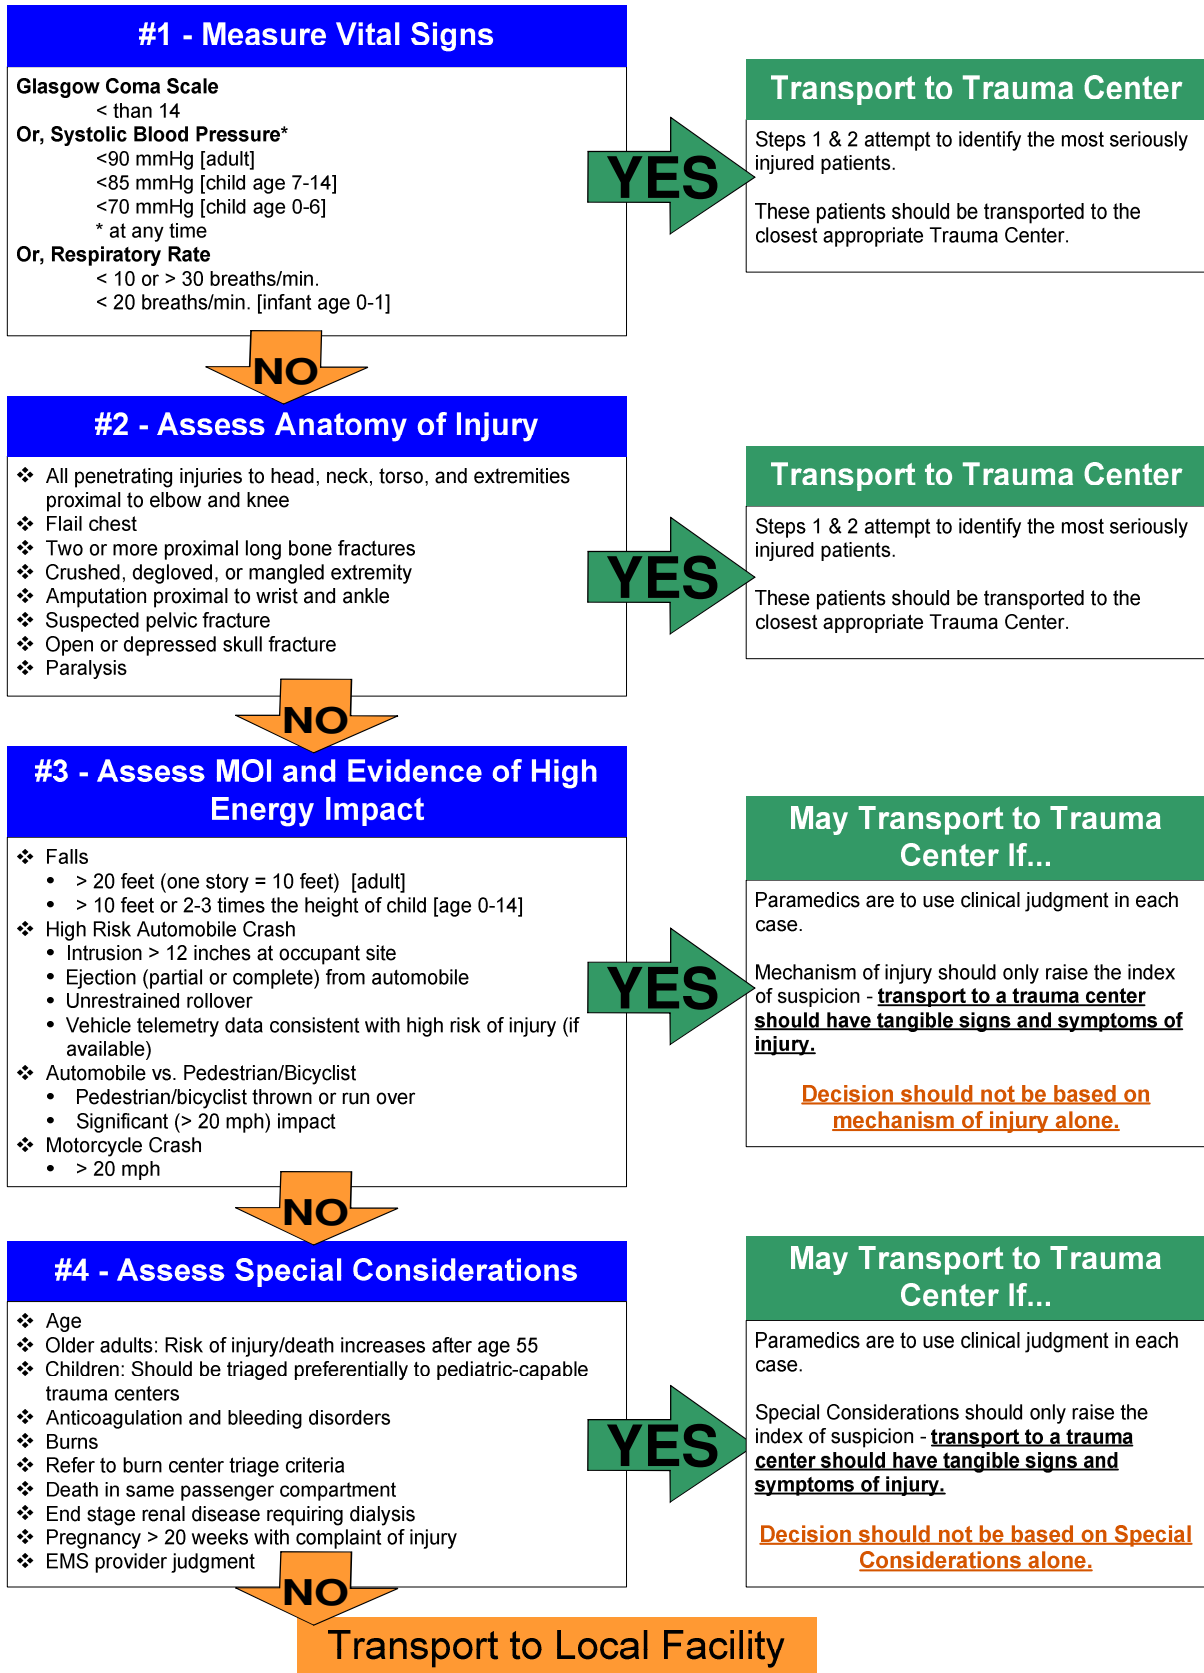 #1 - Measure Vital Signs
Glasgow Coma Scale
< than 14
Or, Systolic Blood Pressure*
<90 mmHg [adult]
<85 mmHg [child age 7-14]
<70 mmHg [child age 0-6]
* at any time
Or, Respiratory Rate
< 10 or > 30 breaths/min.
< 20 breaths/min. [infant age 0-1]
YES
Transport to Trauma Center
Steps 1 & 2 attempt to identify the most seriously
injured patients.
These patients should be transported to the
closest appropriate Trauma Center.
NO
#2 - Assess Anatomy of Injury
❖ All penetrating injuries to head, neck, torso, and extremities
proximal to elbow and knee
❖ Flail chest
❖ Two or more proximal long bone fractures
❖ Crushed, degloved, or mangled extremity
❖ Amputation proximal to wrist and ankle
❖ Suspected pelvic fracture
❖ Open or depressed skull fracture
❖ Paralysis
YES
Transport to Trauma Center
Steps 1 & 2 attempt to identify the most seriously
injured patients.
These patients should be transported to the
closest appropriate Trauma Center.
NO
#3 - Assess MOI and Evidence of High
Energy Impact
❖ Falls
• > 20 feet (one story = 10 feet) [adult]
• > 10 feet or 2-3 times the height of child [age 0-14]
❖ High Risk Automobile Crash
• Intrusion > 12 inches at occupant site
• Ejection (partial or complete) from automobile
• Unrestrained rollover
• Vehicle telemetry data consistent with high risk of injury (if
available)
❖ Automobile vs. Pedestrian/Bicyclist
• Pedestrian/bicyclist thrown or run over
• Significant (> 20 mph) impact
❖ Motorcycle Crash
• > 20 mph
YES
May Transport to Trauma
Center If...
Paramedics are to use clinical judgment in each
case.
Mechanism of injury should only raise the index
of suspicion - transport to a trauma center
should have tangible signs and symptoms of
injury.
Decision should not be based on
mechanism of injury alone.
NO
#4 - Assess Special Considerations
❖ Age
❖ Older adults: Risk of injury/death increases after age 55
❖ Children: Should be triaged preferentially to pediatric-capable
trauma centers
❖ Anticoagulation and bleeding disorders
❖ Burns
❖ Refer to burn center triage criteria
❖ Death in same passenger compartment
❖ End stage renal disease requiring dialysis
❖ Pregnancy > 20 weeks with complaint of injury
❖ EMS provider judgment
YES
May Transport to Trauma
Center If...
Paramedics are to use clinical judgment in each
case.
Special Considerations should only raise the
index of suspicion - transport to a trauma
center should have tangible signs and
symptoms of injury.
Decision should not be based on Special
Considerations alone.
NO
Transport to Local Facility